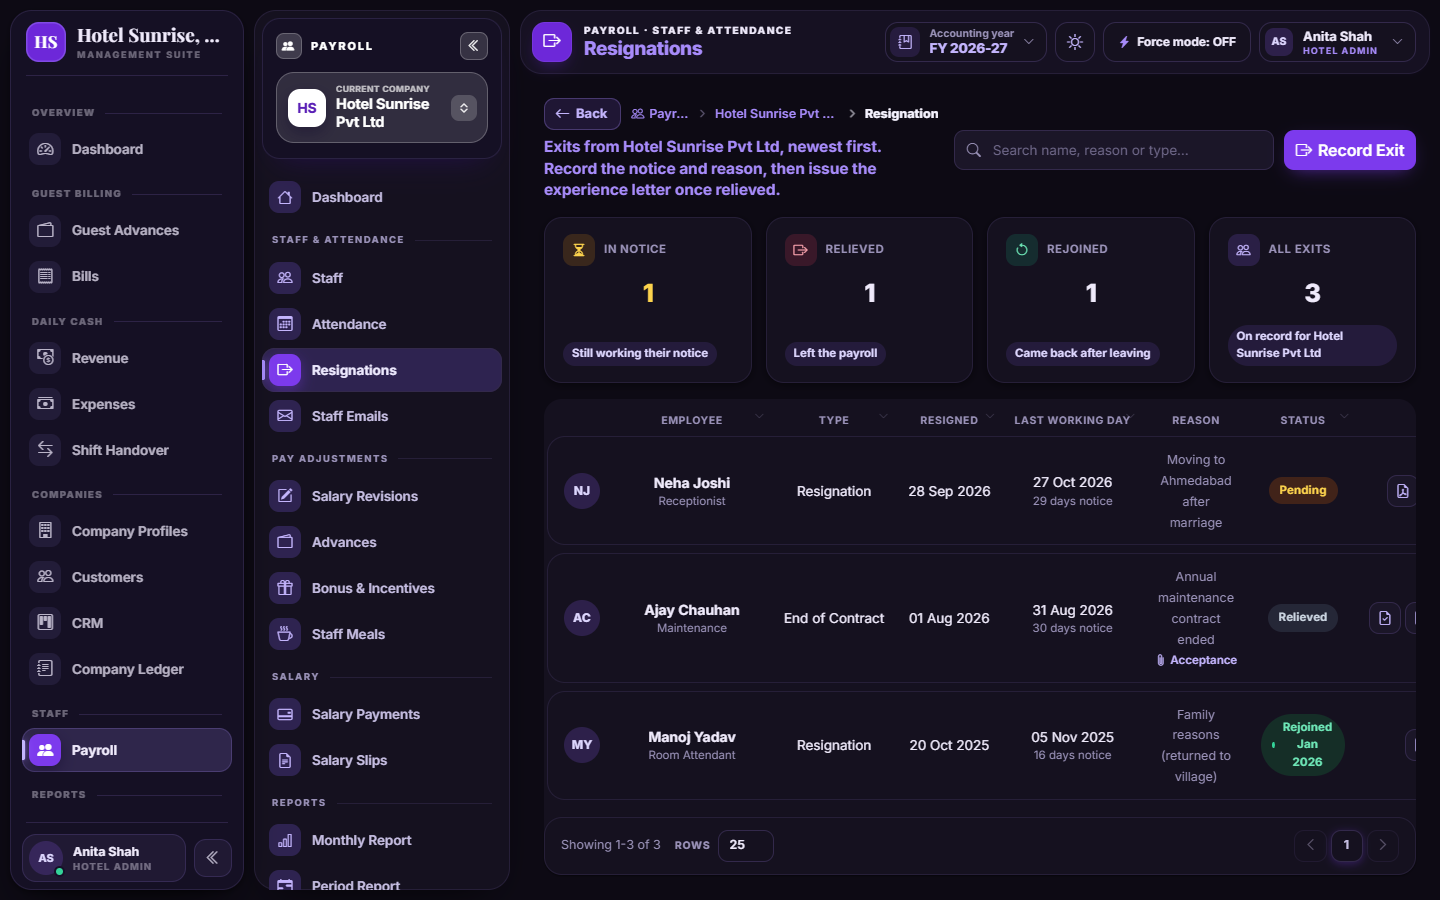 HS
Hotel Sunrise, ...
MANAGEMENT SUITE
OVERVIEW
Dashboard
GUEST BILLING
Guest Advances
Bills
DAILY CASH
Revenue
Expenses
Shift Handover
COMPANIES
Company Profiles
Customers
CRM
Company Ledger
STAFF
Payroll
REPORTS
AS
Anita Shah
HOTEL ADMIN
PAYROLL
HS
CURRENT COMPANY
Hotel Sunrise
Pvt Ltd
Dashboard
STAFF & ATTENDANCE
Staff
Attendance
Resignations
Staff Emails
PAY ADJUSTMENTS
Salary Revisions
Advances
Bonus & Incentives
Staff Meals
SALARY
Salary Payments
Salary Slips
REPORTS
Monthly Report
Period Report
PAYROLL · STAFF & ATTENDANCE
Resignations
Accounting year
FY 2026-27
Force mode: OFF
AS
Anita Shah
HOTEL ADMIN
Back
Payr...
Hotel Sunrise Pvt ...
Resignation
Exits from Hotel Sunrise Pvt Ltd, newest first.
Record the notice and reason, then issue the
experience letter once relieved.
Search name, reason or type...
Record Exit
IN NOTICE
1
Still working their notice
RELIEVED
1
Left the payroll
REJOINED
1
Came back after leaving
ALL EXITS
3
On record for Hotel
Sunrise Pvt Ltd
EMPLOYEE TYPE RESIGNED LAST WORKING DAY REASON STATUS
NJ
Neha Joshi
Receptionist
Resignation
28 Sep 2026
27 Oct 2026
29 days notice
Moving to
Ahmedabad
after
marriage
Pending
AC
Ajay Chauhan
Maintenance
End of Contract
01 Aug 2026
31 Aug 2026
30 days notice
Annual
maintenance
contract
ended
Acceptance
Relieved
MY
Manoj Yadav
Room Attendant
Resignation
20 Oct 2025
05 Nov 2025
16 days notice
Family
reasons
(returned to
village)
Rejoined
Jan
2026
Showing 1-3 of 3
ROWS
25
1